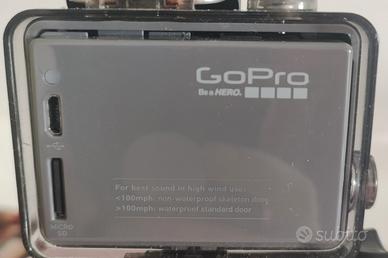 GoPro
Be a HERO.
For best sound in high wind use:
<100mph: non-waterproof skeleton door
>100mph: waterproof standard door
MICRO
SD
subito